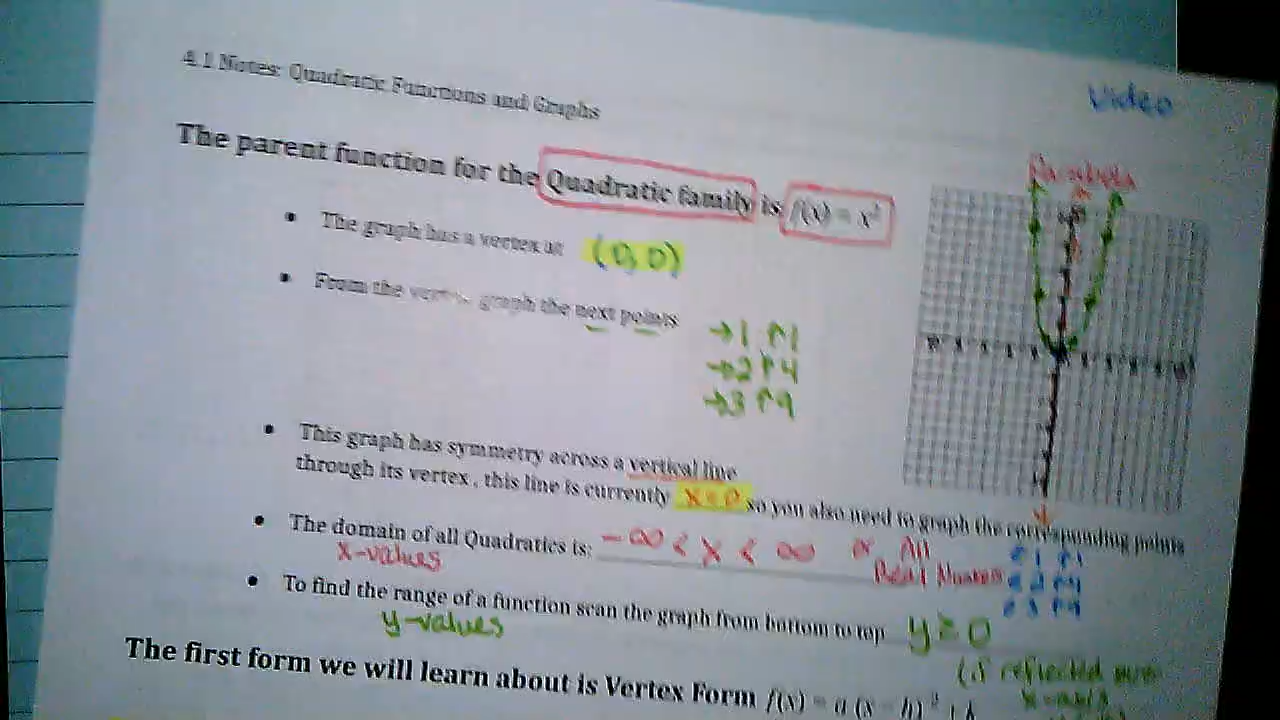 4.1 Notes: Quadratic Functions and Graphs
Video
The parent function for the Quadratic family is f(x) = x²
Parabola
The graph has a vertex at (0,0)
From the vertex, graph the next points
→1 ↑1
→2 ↑4
→3 ↑9
This graph has symmetry across a vertical line
through its vertex, this line is currently x=0 so you also need to graph the corresponding points
←1 ↑1
←2 ↑4
←3 ↑9
The domain of all Quadratics is: -∞ < x < ∞ or All
Real Numbers
x-values
To find the range of a function scan the graph from bottom to top y ≥ 0
y-values
reflected over
x-axis
The first form we will learn about is Vertex Form f(x) = a (x - h)² + k